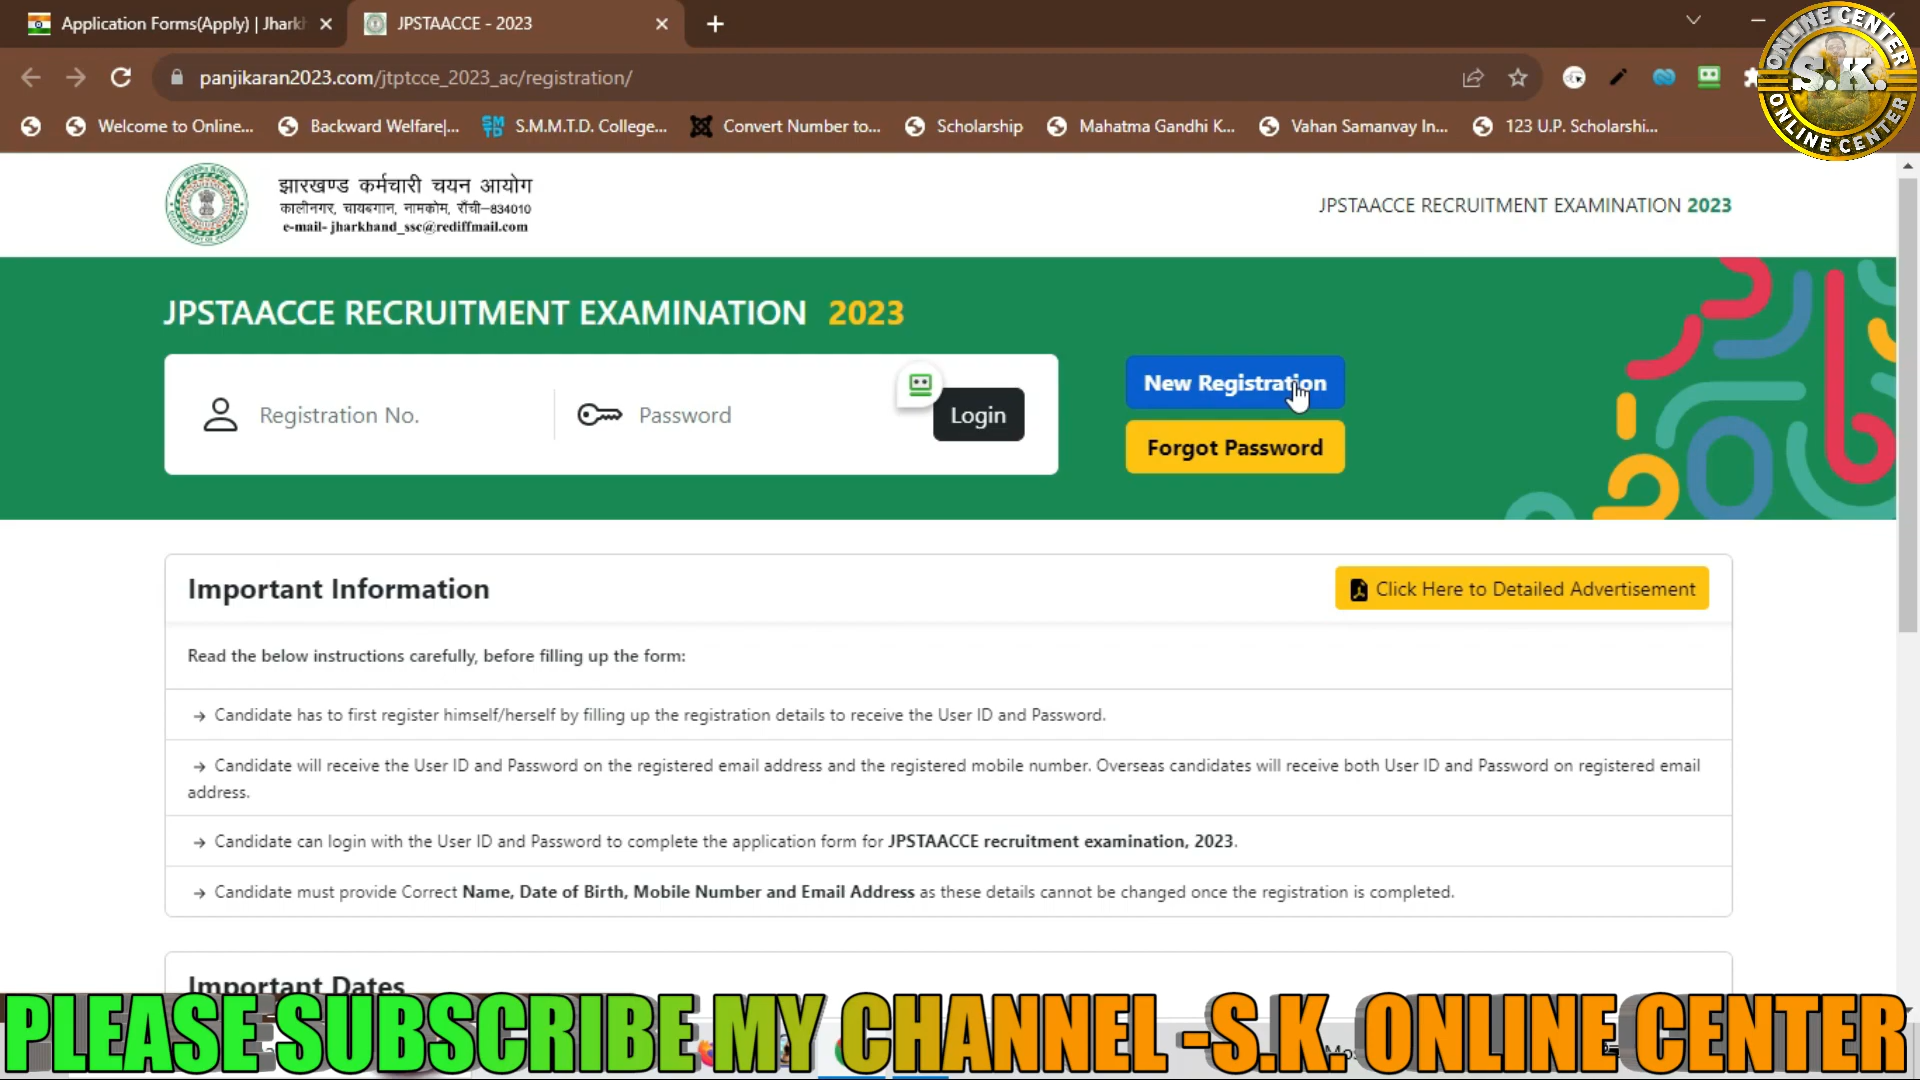 Application Forms(Apply) | Jhark
JPSTAACCE - 2023
panjikaran2023.com/jtptcce_2023_ac/registration/
Welcome to Online...
Backward Welfare|...
S.M.M.T.D. College...
Convert Number to...
Scholarship
Mahatma Gandhi K...
Vahan Samanvay In...
123 U.P. Scholarshi...
ONLINE CENTER
S.K.
ONLINE CENTER
झारखण्ड कर्मचारी चयन आयोग
कालीनगर, चायबगान, नामकोम, राँची-834010
e-mail- jharkhand_ssc@rediffmail.com
JPSTAACCE RECRUITMENT EXAMINATION 2023
JPSTAACCE RECRUITMENT EXAMINATION 2023
Registration No.
Password
Login
New Registration
Forgot Password
Important Information
Click Here to Detailed Advertisement
Read the below instructions carefully, before filling up the form:
→ Candidate has to first register himself/herself by filling up the registration details to receive the User ID and Password.
→ Candidate will receive the User ID and Password on the registered email address and the registered mobile number. Overseas candidates will receive both User ID and Password on registered email
address.
→ Candidate can login with the User ID and Password to complete the application form for JPSTAACCE recruitment examination, 2023.
→ Candidate must provide Correct Name, Date of Birth, Mobile Number and Email Address as these details cannot be changed once the registration is completed.
Important Dates
PLEASE SUBSCRIBE MY CHANNEL -S.K. ONLINE CENTER